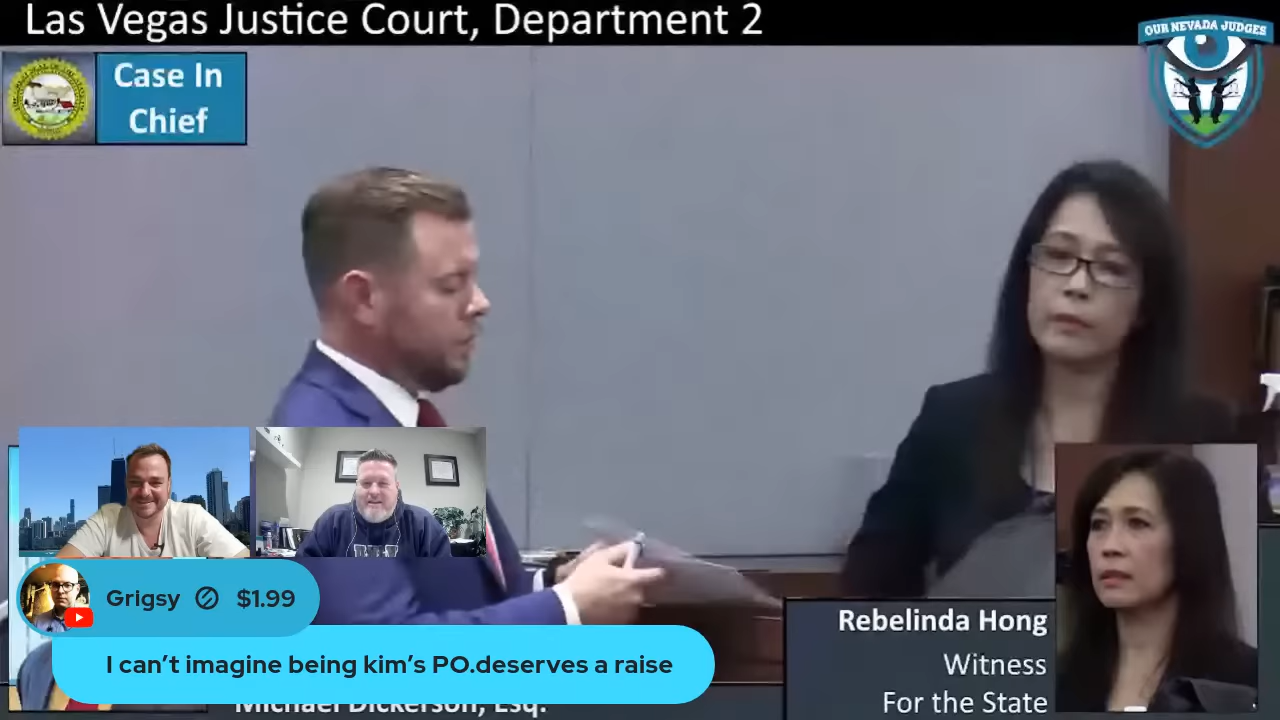 Las Vegas Justice Court, Department 2
OUR NEVADA JUDGES
Case In
Chief
Grigsy $1.99
I can't imagine being kim's PO.deserves a raise
Michael Dickerson, Esq.
Rebelinda Hong
Witness
For the State